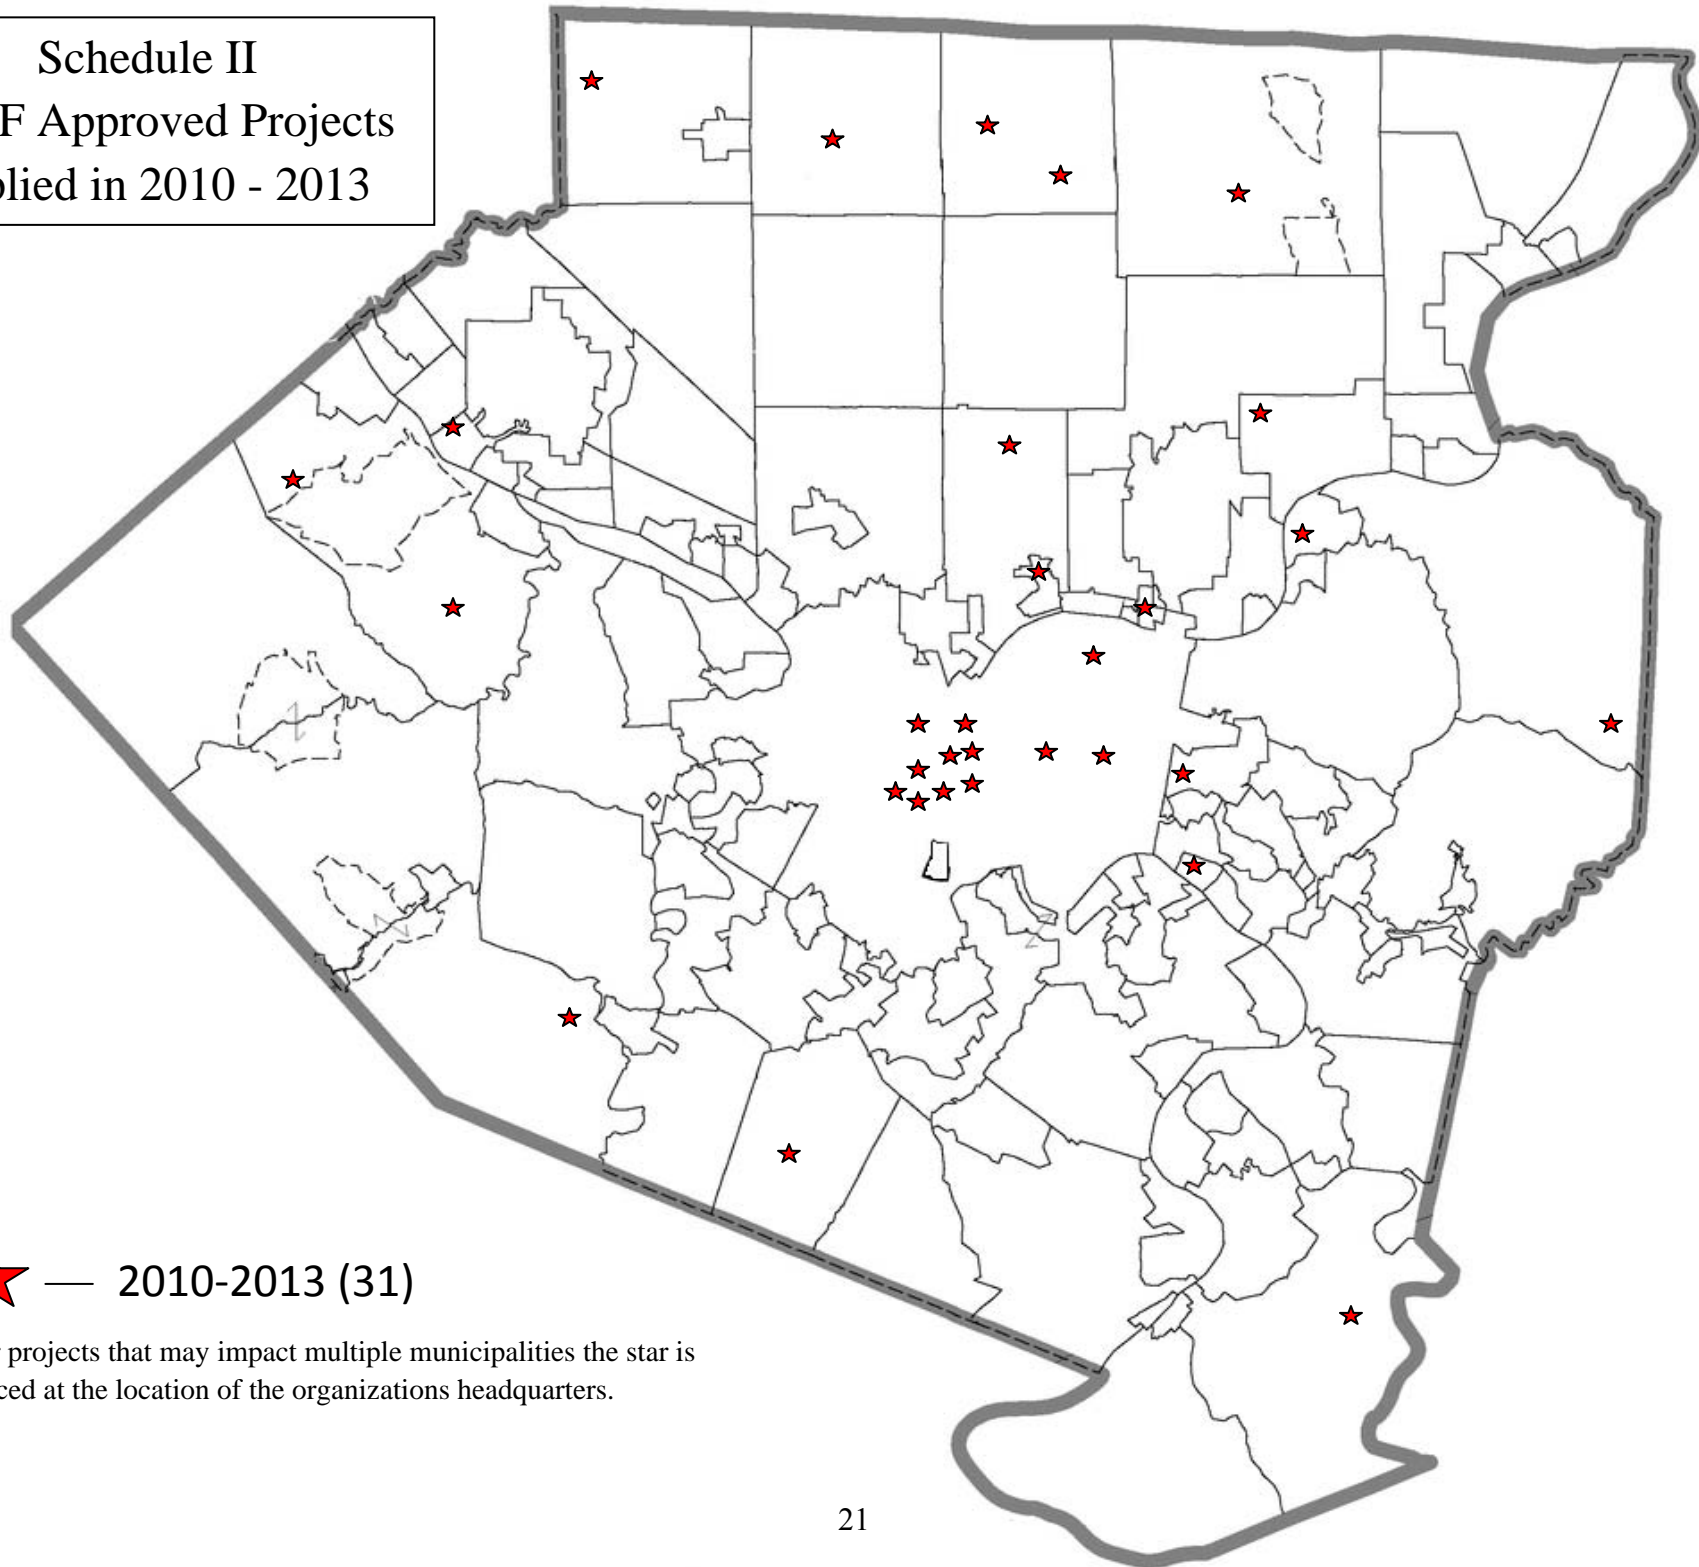 Schedule II
F Approved Projects
plied in 2010 - 2013
2010-2013 (31)
projects that may impact multiple municipalities the star is
ced at the location of the organizations headquarters.
21